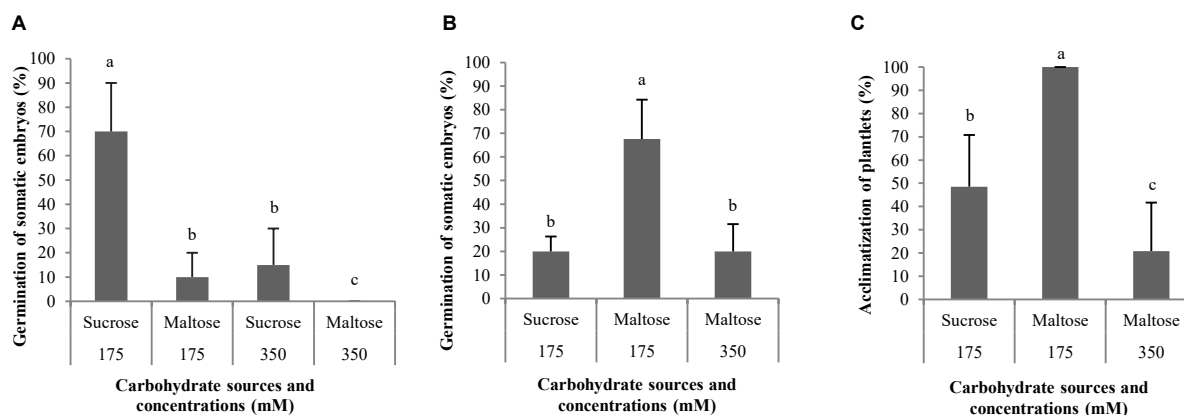 A
Germination of somatic embryos (%)
100
90
80
70
60
50
40
30
20
10
0
a
b
b
c
Sucrose Maltose Sucrose Maltose
175 175 350 350
Carbohydrate sources and
concentrations (mM)
B
Germination of somatic embryos (%)
100
90
80
70
60
50
40
30
20
10
0
b
a
b
Sucrose Maltose Maltose
175 175 350
Carbohydrate sources and
concentrations (mM)
C
Acclimatization of plantlets (%)
100
90
80
70
60
50
40
30
20
10
0
b
a
c
Sucrose Maltose Maltose
175 175 350
Carbohydrate sources and
concentrations (mM)